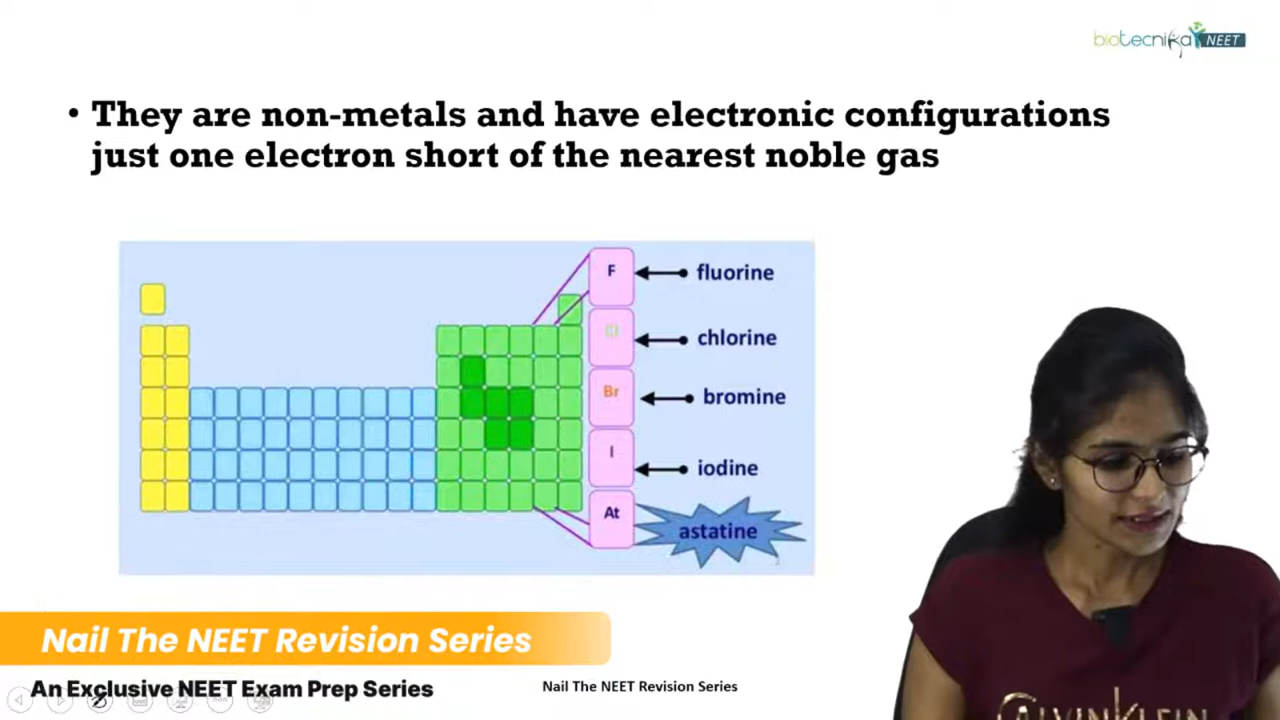 biotecnika NEET
• They are non-metals and have electronic configurations
just one electron short of the nearest noble gas
F
fluorine
Cl
chlorine
Br
bromine
I
iodine
At
astatine
Nail The NEET Revision Series
An Exclusive NEET Exam Prep Series
Nail The NEET Revision Series
CALVIN KLEIN